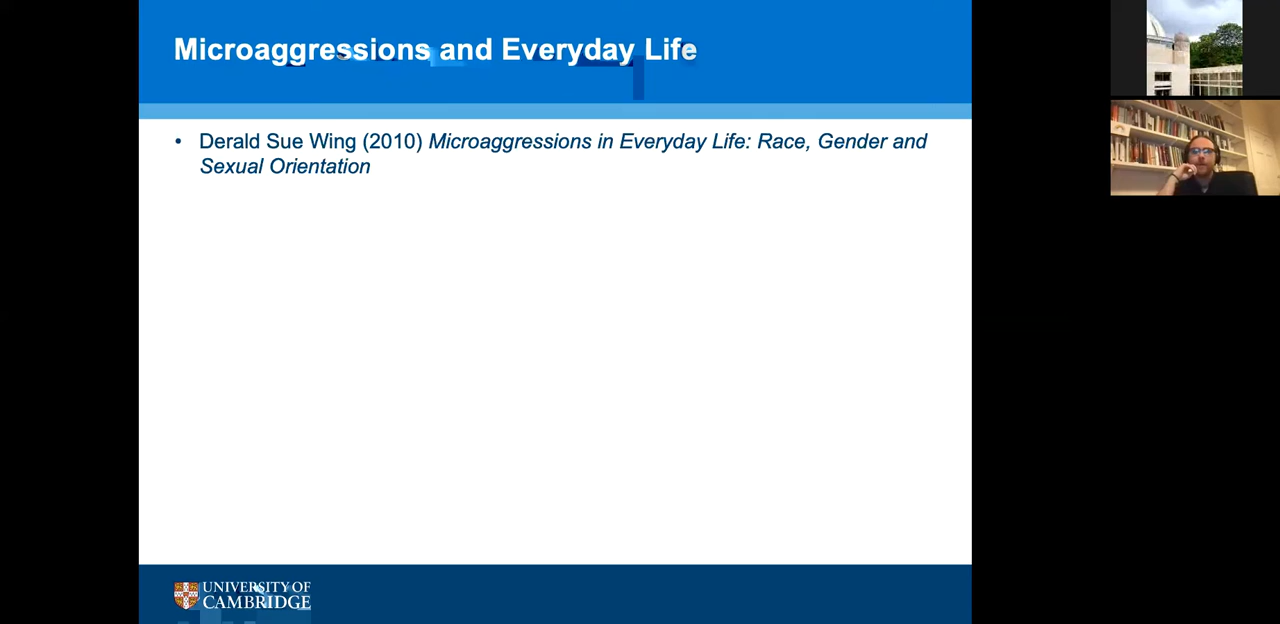 Microaggressions and Everyday Life
• Derald Sue Wing (2010) Microaggressions in Everyday Life: Race, Gender and
Sexual Orientation
UNIVERSITY OF
CAMBRIDGE